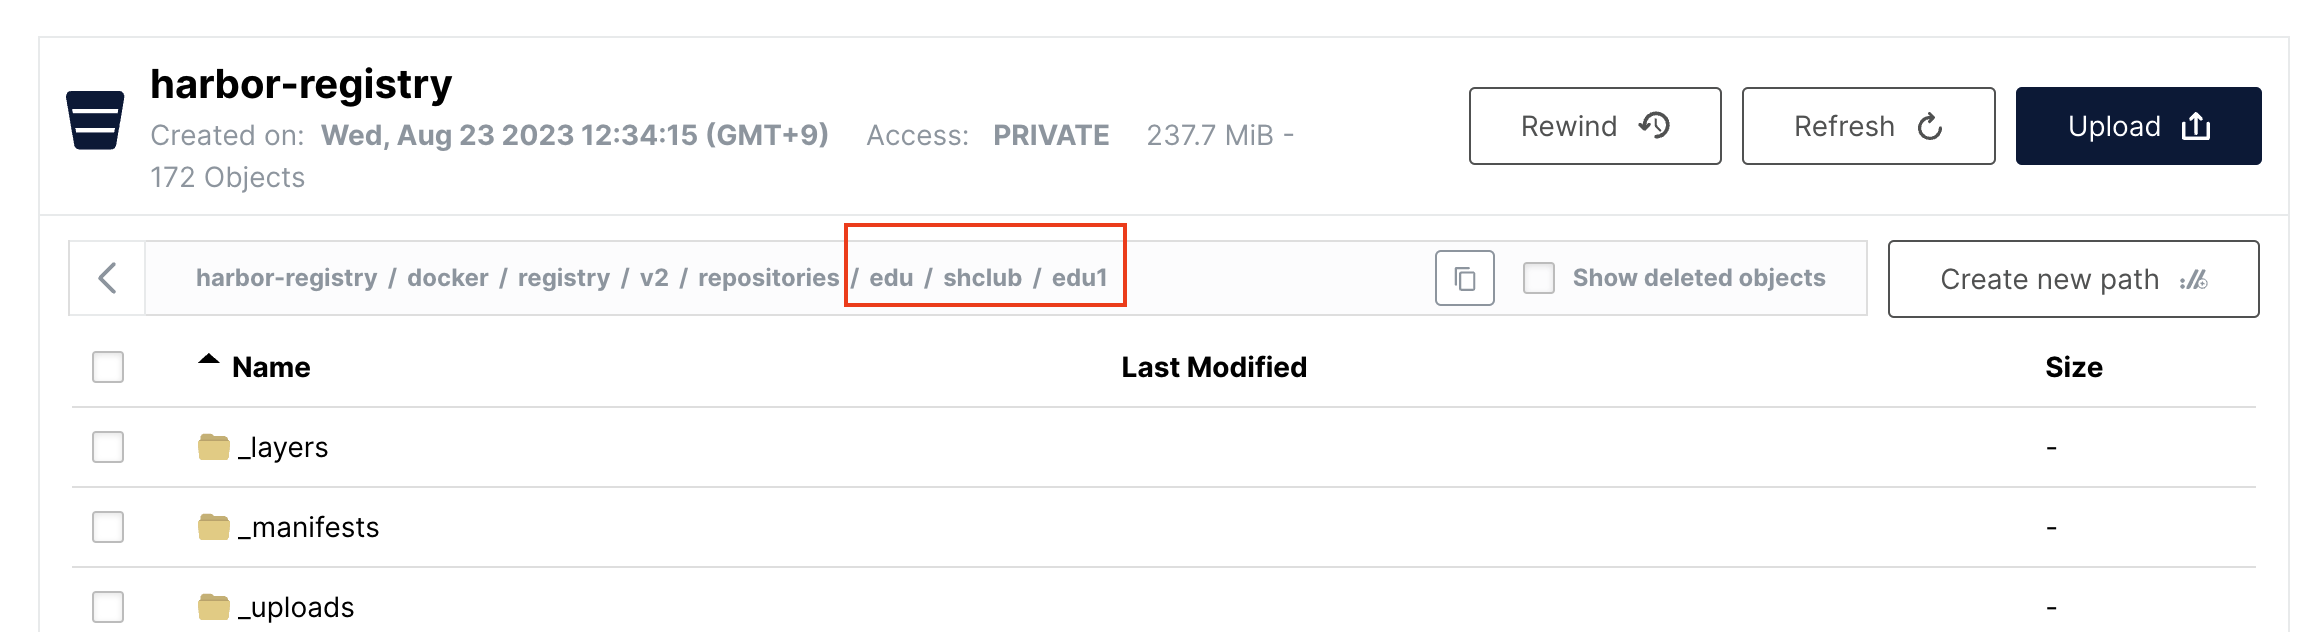 harbor-registry
Created on: Wed, Aug 23 2023 12:34:15 (GMT+9) Access: PRIVATE 237.7 MiB -
172 Objects
Rewind
Refresh
Upload
harbor-registry / docker / registry / v2 / repositories / edu / shclub / edu1
Show deleted objects
Create new path
Name Last Modified Size
_layers -
_manifests -
_uploads -